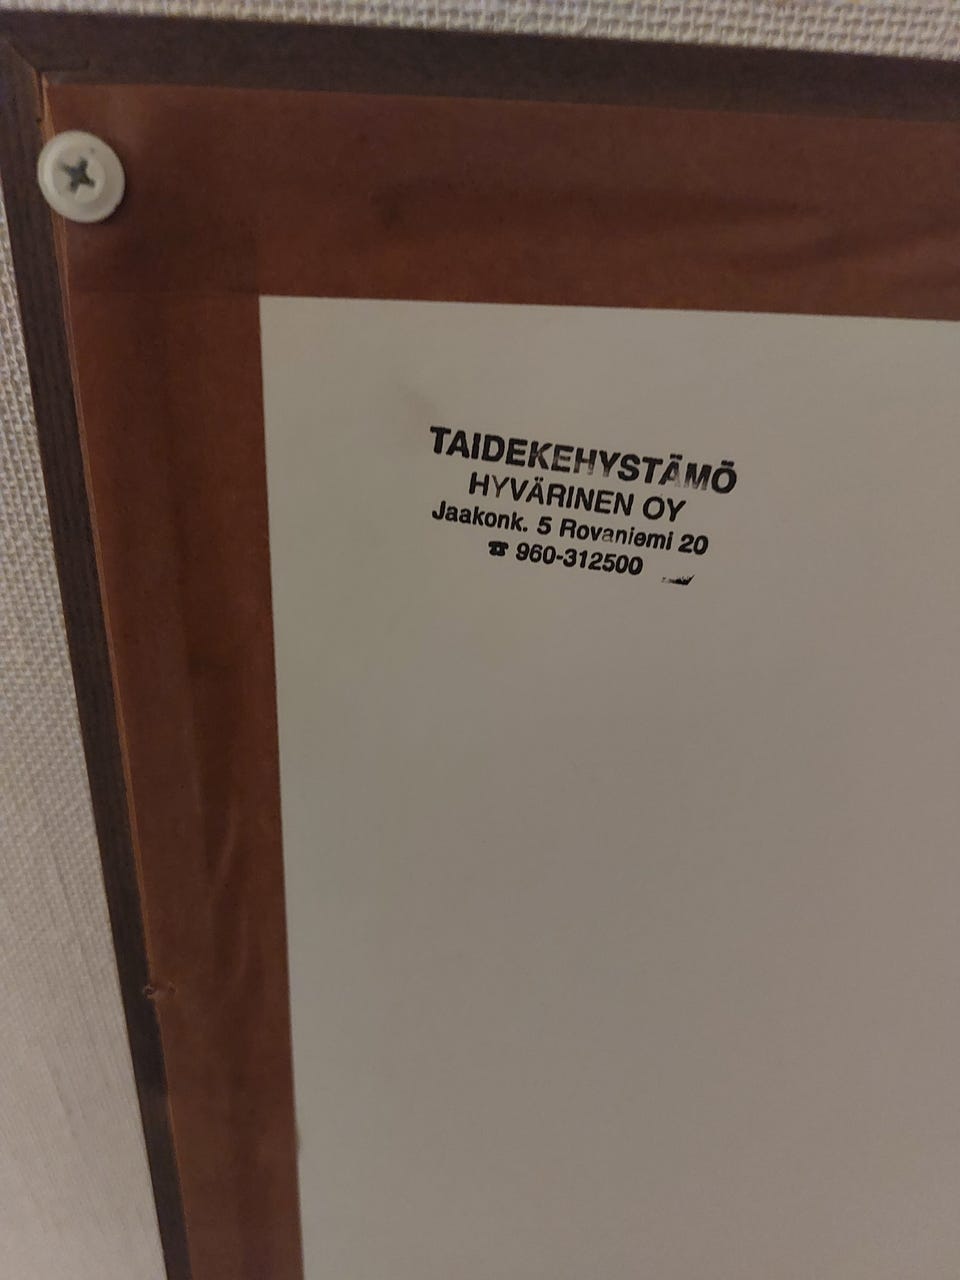 TAIDEKEHYSTÄMÖ
HYVÄRINEN OY
Jaakonk. 5 Rovaniemi 20
☎ 960-312500